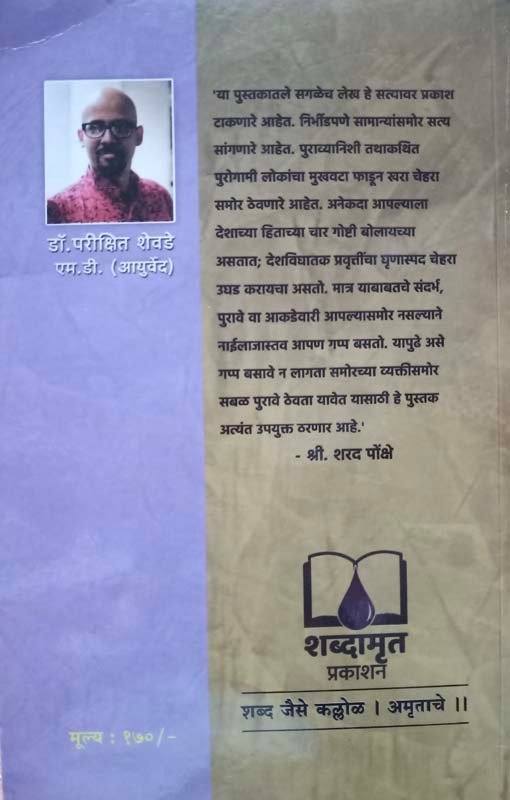 'या पुस्तकातले सगळेच लेख हे सत्यावर प्रकाश
टाकणारे आहेत. निर्भीडपणे सामान्यांसमोर सत्य
सांगणारे आहेत. पुराव्यानिशी तथाकथित
पुरोगामी लोकांचा मुखवटा फाडून खरा चेहरा
समोर ठेवणारे आहेत. अनेकदा आपल्याला
देशाच्या हिताच्या चार गोष्टी बोलायच्या
असतात; देशविघातक प्रवृत्तींचा घृणास्पद चेहरा
उघड करायचा असतो. मात्र याबाबतचे संदर्भ,
पुरावे वा आकडेवारी आपल्यासमोर नसल्याने
नाईलाजास्तव आपण गप्प बसतो. यापुढे असे
गप्प बसावे न लागता समोरच्या व्यक्तीसमोर
सबळ पुरावे ठेवता यावेत यासाठी हे पुस्तक
अत्यंत उपयुक्त ठरणार आहे.'
- श्री. शरद पोंक्षे
डॉ.परीक्षित शेवडे
एम.डी. (आयुर्वेद)
शब्दामृत
प्रकाशन
शब्द जैसे कल्लोळ । अमृताचे ।।
मूल्य : १७०/-